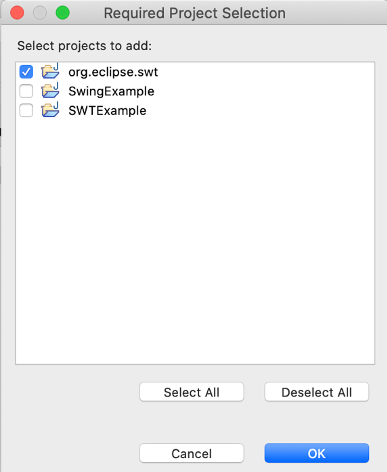 Required Project Selection
Select projects to add:
org.eclipse.swt
SwingExample
SWTExample
Select All
Deselect All
Cancel
OK